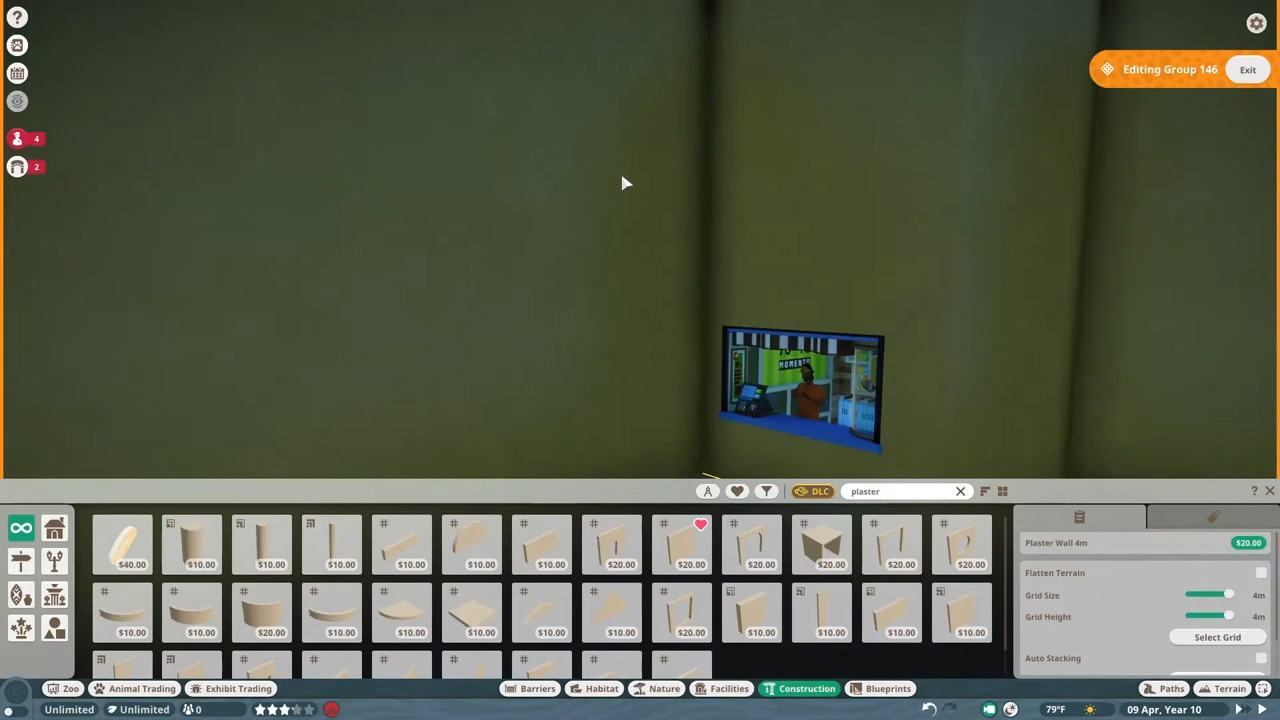 Editing Group 146
Exit
4
2
MOMENTO
DLC
plaster
?
$40.00
$10.00
$10.00
$10.00
$10.00
$10.00
$10.00
$20.00
$20.00
$20.00
$20.00
$20.00
$20.00
$10.00
$10.00
$20.00
$10.00
$10.00
$10.00
$10.00
$10.00
$20.00
$10.00
$10.00
$10.00
$10.00
Plaster Wall 4m
$20.00
Flatten Terrain
Grid Size
4m
Grid Height
4m
Select Grid
Auto Stacking
Zoo
Animal Trading
Exhibit Trading
Barriers
Habitat
Nature
Facilities
Construction
Blueprints
Paths
Terrain
Unlimited
Unlimited
0
79°F
09 Apr, Year 10